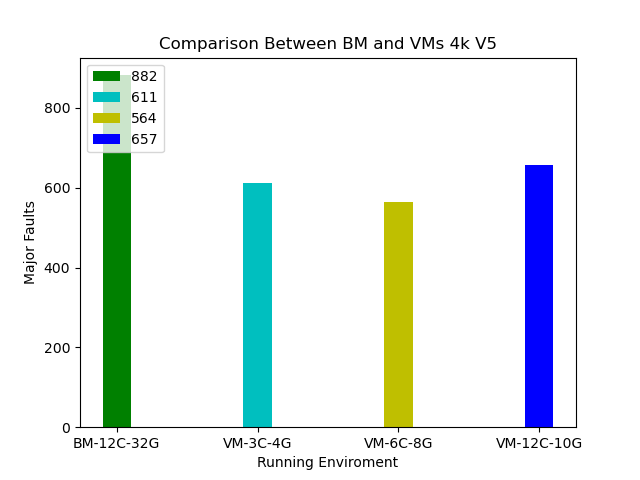 Comparison Between BM and VMs 4k V5
882
611
564
657
800
600
400
200
0
Major Faults
BM-12C-32G VM-3C-4G VM-6C-8G VM-12C-10G
Running Enviroment